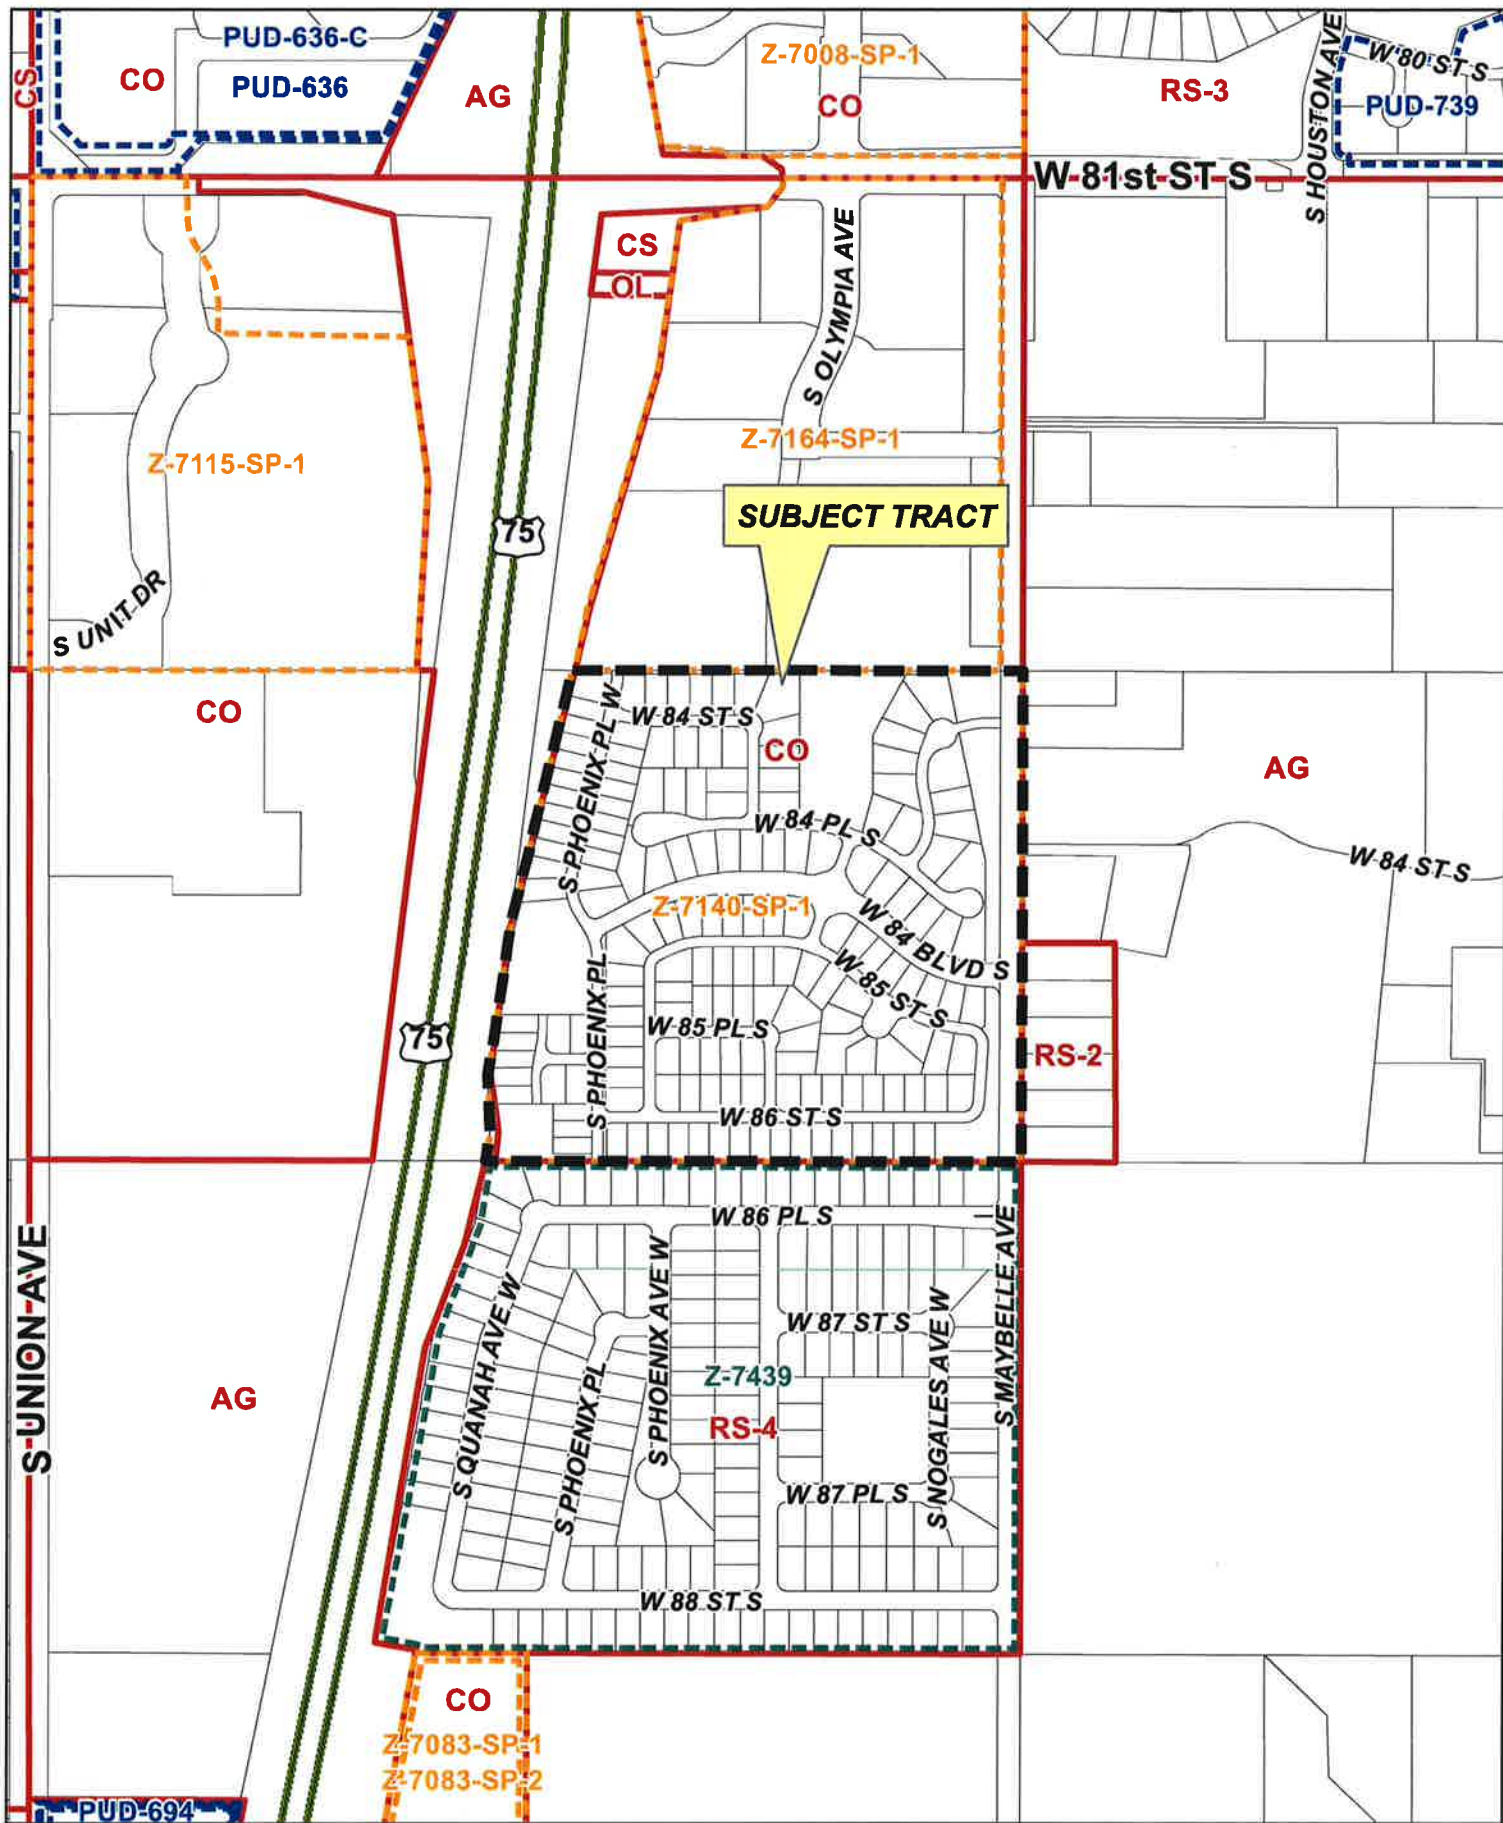 PUD-636-C
Z-7008-SP-1
W 80 ST S
CS
CO
PUD-636
AG
CO
RS-3
S HOUSTON AVE
PUD-739
W 81st ST S
CS
OL
S OLYMPIA AVE
Z-7115-SP-1
Z-7164-SP-1
SUBJECT TRACT
75
S UNIT DR
CO
S PHOENIX PL W
W 84 ST S
CO
AG
W 84 PL S
W 84 ST S
Z-7140-SP-1
W 84 BLVD S
W 85 ST S
S PHOENIX PL
W 85 PL S
75
RS-2
W 86 ST S
S UNION AVE
W 86 PL S
S MAYBELLE AVE
S QUANAH AVE W
S PHOENIX AVE W
W 87 ST S
S NOGALES AVE W
S PHOENIX PL
Z-7439
AG
RS-4
W 87 PL S
W 88 ST S
CO
Z-7083-SP-1
Z-7083-SP-2
PUD-694